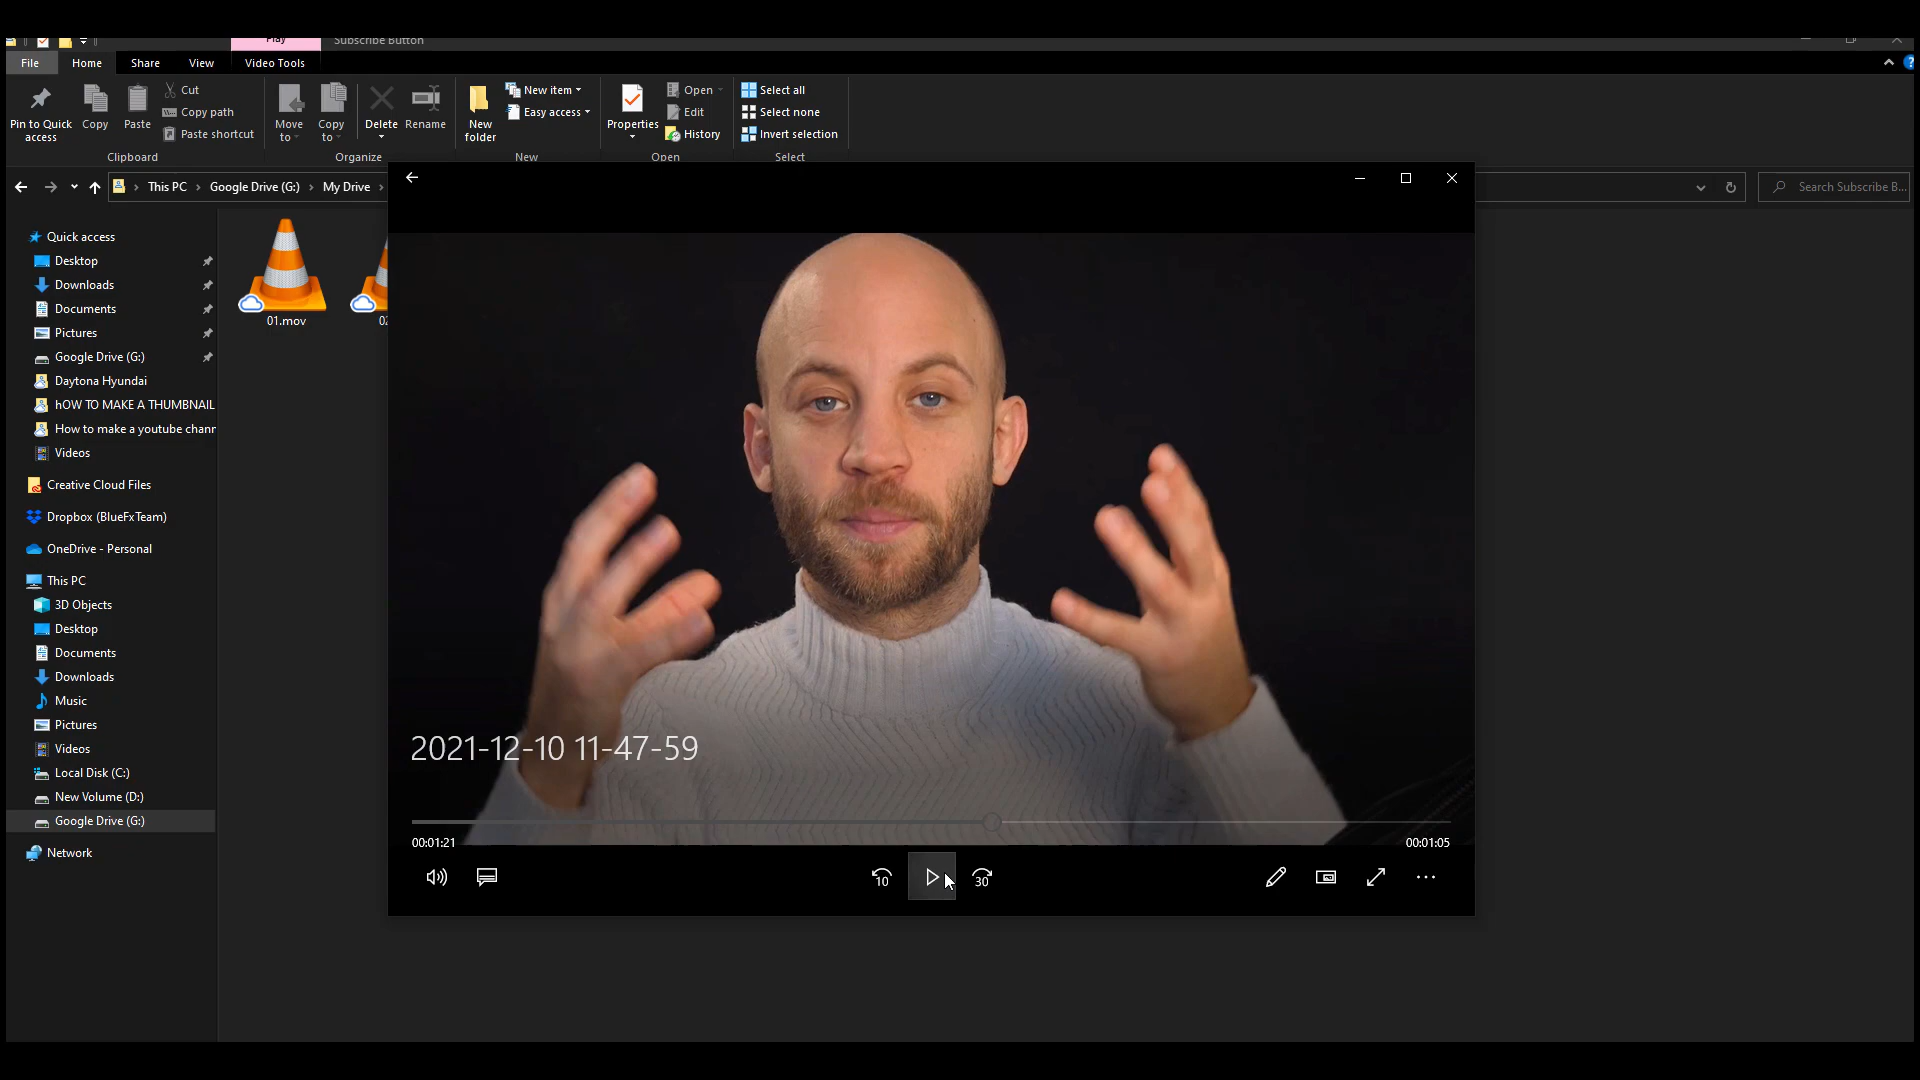 Play
Subscribe Button
File
Home
Share
View
Video Tools
Pin to Quick
access
Copy
Paste
Cut
Copy path
Paste shortcut
Clipboard
Move
to
Copy
to
Delete
Rename
Organize
New
folder
New item
Easy access
New
Properties
Open
Edit
History
Open
Select all
Select none
Invert selection
Select
This PC
Google Drive (G:)
My Drive
Search Subscribe B...
Quick access
Desktop
Downloads
Documents
Pictures
Google Drive (G:)
Daytona Hyundai
hOW TO MAKE A THUMBNAIL
How to make a youtube chanr
Videos
Creative Cloud Files
Dropbox (BlueFxTeam)
OneDrive - Personal
This PC
3D Objects
Desktop
Documents
Downloads
Music
Pictures
Videos
Local Disk (C:)
New Volume (D:)
Google Drive (G:)
Network
01.mov
02
2021-12-10 11-47-59
00:01:21
00:01:05
10
30